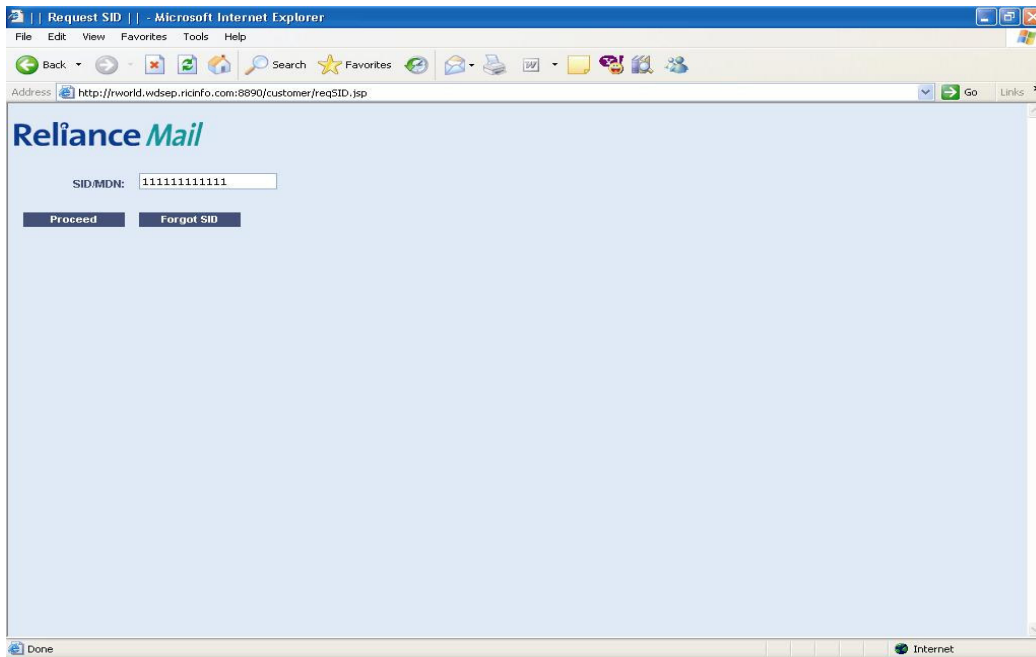 | | Request SID | | - Microsoft Internet Explorer
File Edit View Favorites Tools Help
Back Search Favorites W
Address http://rworld.wdsep.ricinfo.com:8890/customer/reqSID.jsp Go Links
Reliance Mail
SID/MDN: 111111111111
Proceed Forgot SID
Done Internet